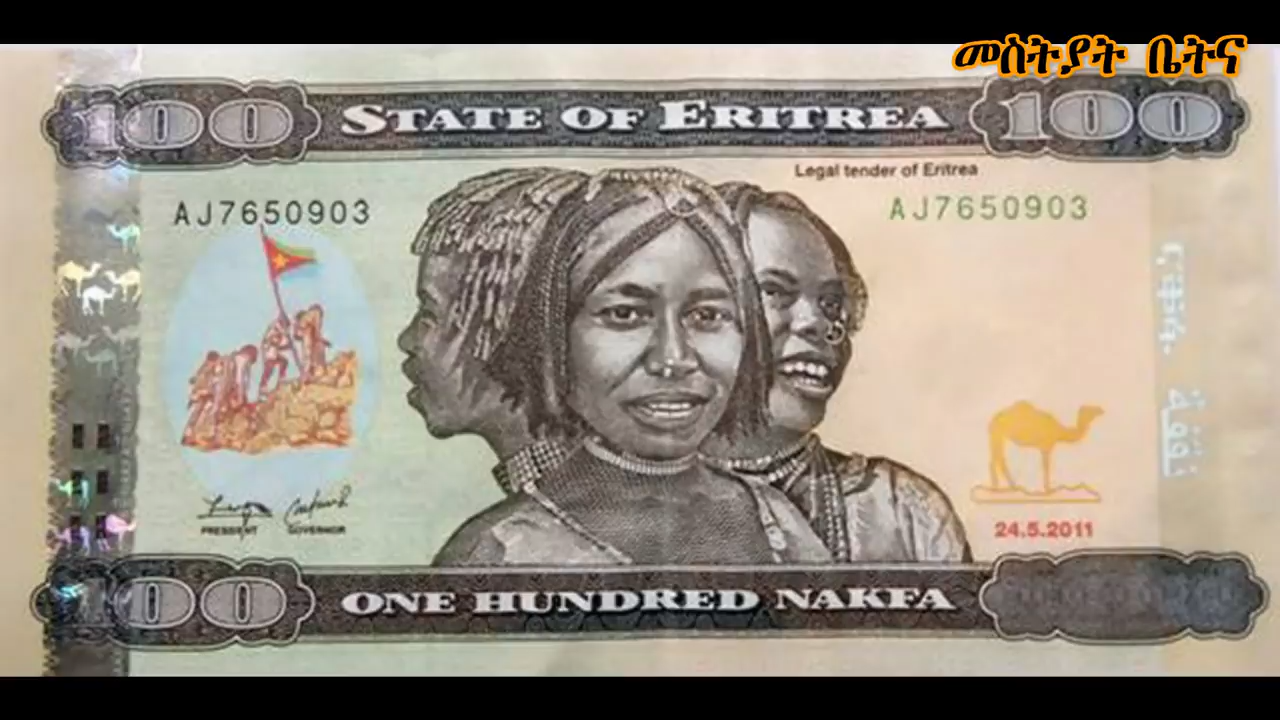 መስትያት ቤትና
100 STATE OF ERITREA 100
Legal tender of Eritrea
AJ7650903 AJ7650903
PRESIDENT GOVERNOR
24.5.2011
100 ONE HUNDRED NAKFA